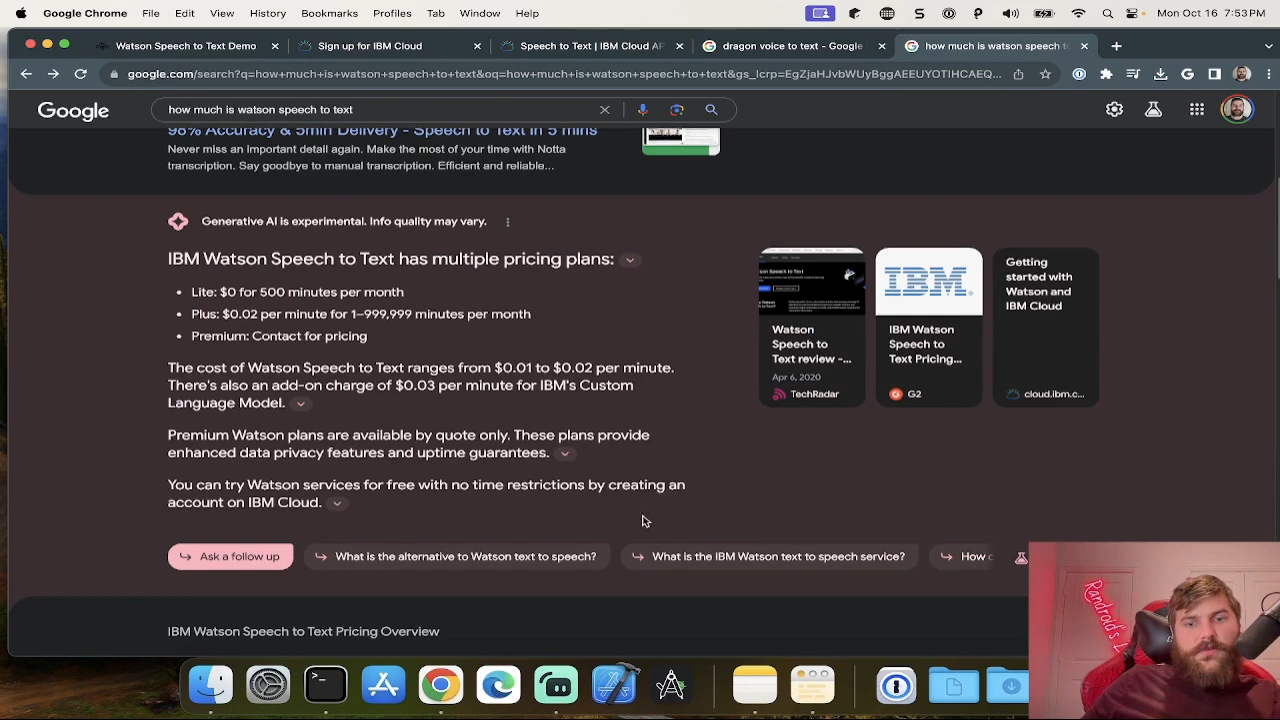 Google Chrome File Edit View History Bookmarks Profiles Tab Window Help Mon Oct 16 7:53 PM
Watson Speech to Text Demo Sign up for IBM Cloud Speech to Text | IBM Cloud AP dragon voice to text - Google how much is watson speech to
google.com/search?q=how+much+is+watson+speech+to+text&oq=how+much+is+watson+speech+to+text&gs_lcrp=EgZjaHJvbWUyBggAEEUYOTIHCAEQ...
Google how much is watson speech to text
98% Accuracy & 5min Delivery - Speech to Text in 5 mins
Never miss an important detail again. Make the most of your time with Notta
transcription. Say goodbye to manual transcription. Efficient and reliable...
Generative AI is experimental. Info quality may vary.
IBM Watson Speech to Text has multiple pricing plans:
500 minutes per month
Plus: $0.02 per minute for 1–999,999 minutes per month
Premium: Contact for pricing
The cost of Watson Speech to Text ranges from $0.01 to $0.02 per minute.
There's also an add-on charge of $0.03 per minute for IBM's Custom
Language Model.
Premium Watson plans are available by quote only. These plans provide
enhanced data privacy features and uptime guarantees.
You can try Watson services for free with no time restrictions by creating an
account on IBM Cloud.
Watson
Speech to
Text review -...
Apr 6, 2020
TechRadar
IBM
IBM Watson
Speech to
Text Pricing...
G2
Getting
started with
Watson and
IBM Cloud
cloud.ibm.c...
Ask a follow up What is the alternative to Watson text to speech? What is the IBM Watson text to speech service? How
IBM Watson Speech to Text Pricing Overview
Randroid's